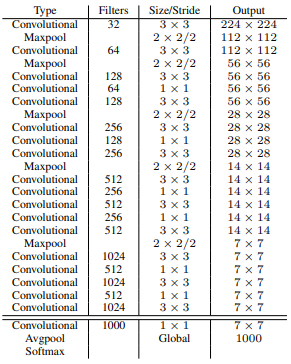 Type Filters Size/Stride Output
Convolutional 32 3 × 3 224 × 224
Maxpool 2 × 2/2 112 × 112
Convolutional 64 3 × 3 112 × 112
Maxpool 2 × 2/2 56 × 56
Convolutional 128 3 × 3 56 × 56
Convolutional 64 1 × 1 56 × 56
Convolutional 128 3 × 3 56 × 56
Maxpool 2 × 2/2 28 × 28
Convolutional 256 3 × 3 28 × 28
Convolutional 128 1 × 1 28 × 28
Convolutional 256 3 × 3 28 × 28
Maxpool 2 × 2/2 14 × 14
Convolutional 512 3 × 3 14 × 14
Convolutional 256 1 × 1 14 × 14
Convolutional 512 3 × 3 14 × 14
Convolutional 256 1 × 1 14 × 14
Convolutional 512 3 × 3 14 × 14
Maxpool 2 × 2/2 7 × 7
Convolutional 1024 3 × 3 7 × 7
Convolutional 512 1 × 1 7 × 7
Convolutional 1024 3 × 3 7 × 7
Convolutional 512 1 × 1 7 × 7
Convolutional 1024 3 × 3 7 × 7
Convolutional 1000 1 × 1 7 × 7
Avgpool Global 1000
Softmax